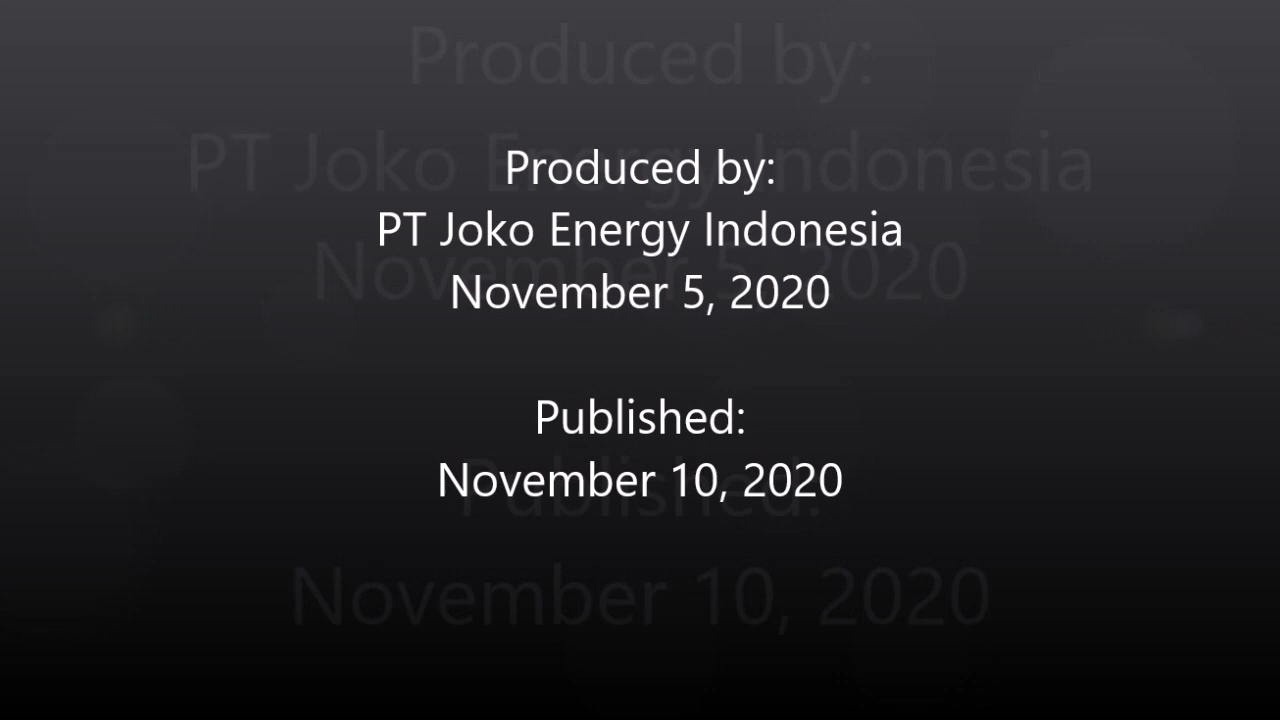 Produced by:
PT Joko Energy Indonesia
November 5, 2020
Published:
November 10, 2020